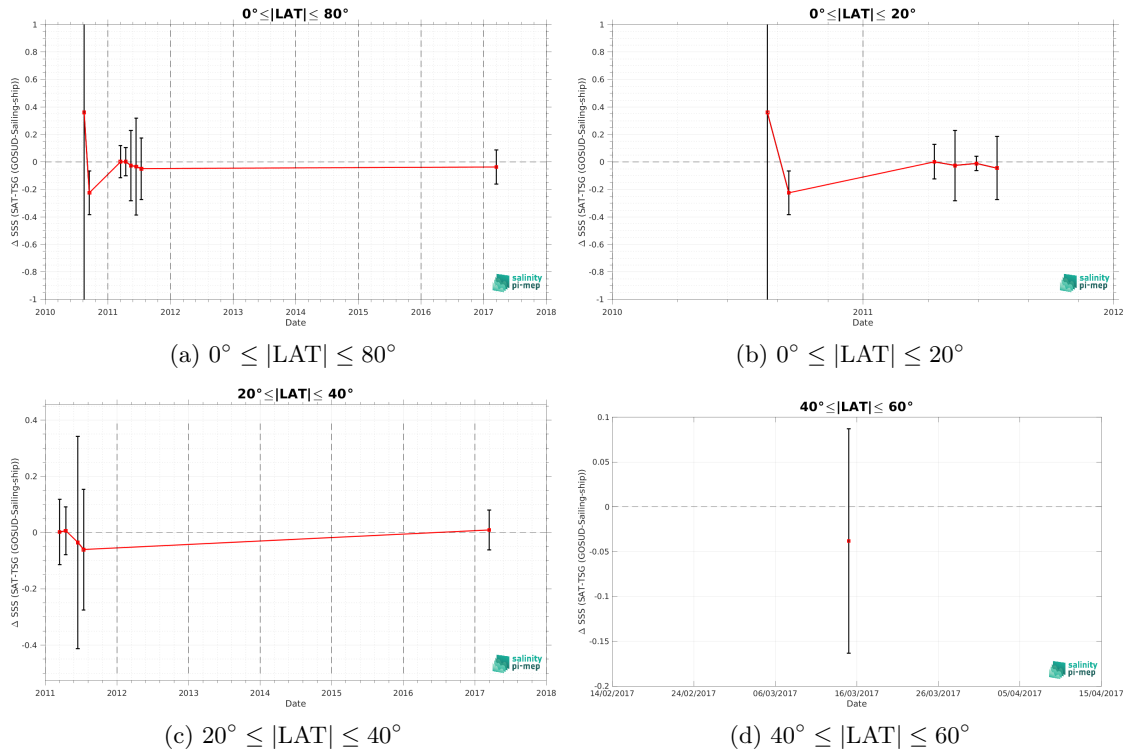 0°≤|LAT|≤ 80°
Δ SSS (SAT-TSG (GOSUD-Sailing-ship))
1
0.8
0.6
0.4
0.2
0
-0.2
-0.4
-0.6
-0.8
-1
2010 2011 2012 2013 2014 2015 2016 2017 2018
Date
salinity
pi-mep
(a) 0° ≤ |LAT| ≤ 80°
0°≤|LAT|≤ 20°
Δ SSS (SAT-TSG (GOSUD-Sailing-ship))
1
0.8
0.6
0.4
0.2
0
-0.2
-0.4
-0.6
-0.8
-1
2010 2011 2012
Date
salinity
pi-mep
(b) 0° ≤ |LAT| ≤ 20°
20°≤|LAT|≤ 40°
Δ SSS (SAT-TSG (GOSUD-Sailing-ship))
0.4
0.2
0
-0.2
-0.4
2011 2012 2013 2014 2015 2016 2017 2018
Date
salinity
pi-mep
(c) 20° ≤ |LAT| ≤ 40°
40°≤|LAT|≤ 60°
Δ SSS (SAT-TSG (GOSUD-Sailing-ship))
0.1
0.05
0
-0.05
-0.1
-0.15
-0.2
14/02/2017 24/02/2017 06/03/2017 16/03/2017 26/03/2017 05/04/2017 15/04/2017
Date
salinity
pi-mep
(d) 40° ≤ |LAT| ≤ 60°